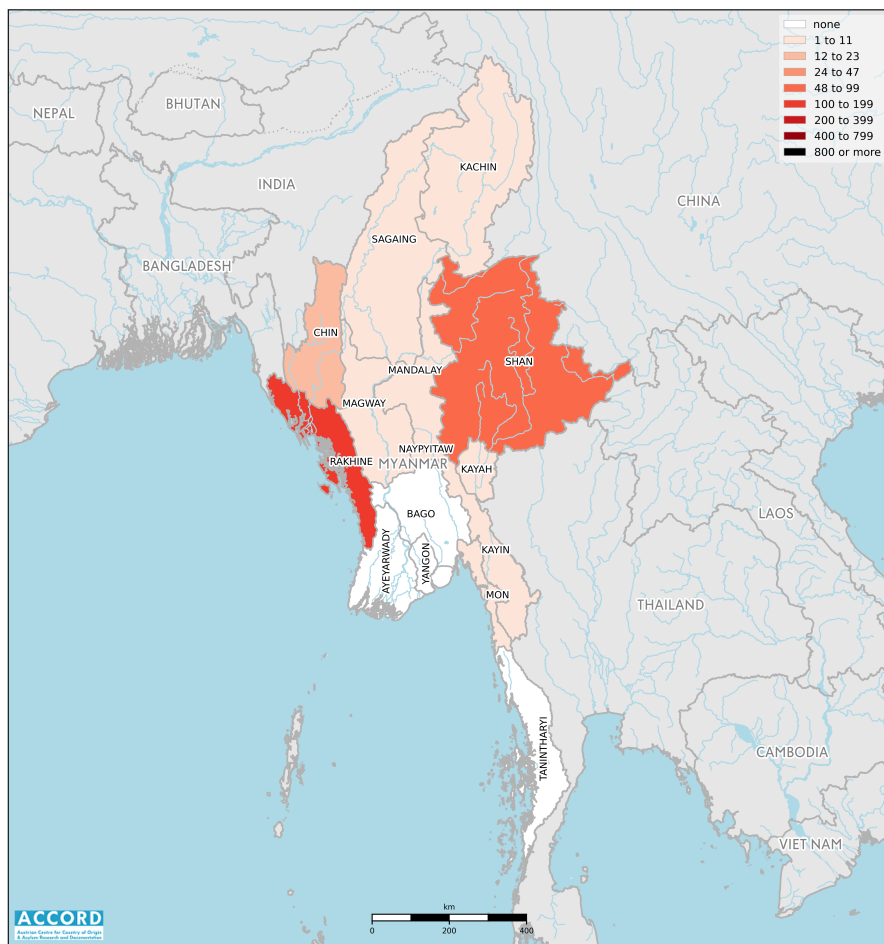 none
1 to 11
12 to 23
24 to 47
48 to 99
100 to 199
200 to 399
400 to 799
800 or more
NEPAL
BHUTAN
INDIA
BANGLADESH
CHINA
KACHIN
SAGAING
CHIN
SHAN
MANDALAY
MAGWAY
NAYPYITAW
RAKHINE
MYANMAR
KAYAH
BAGO
LAOS
AYEYARWADY
YANGON
KAYIN
MON
THAILAND
TANINTHARYI
CAMBODIA
VIET NAM
ACCORD
Austrian Centre for Country of Origin
& Asylum Research and Documentation
km
0 200 400